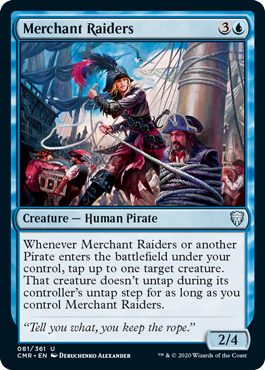 Merchant Raiders 3
Creature — Human Pirate
Whenever Merchant Raiders or another
Pirate enters the battlefield under your
control, tap up to one target creature.
That creature doesn't untap during its
controller's untap step for as long as you
control Merchant Raiders.
“Tell you what, you keep the rope.”
2/4
081/361 U
CMR • EN DERUCHENKO ALEXANDER
™ & © 2020 Wizards of the Coast